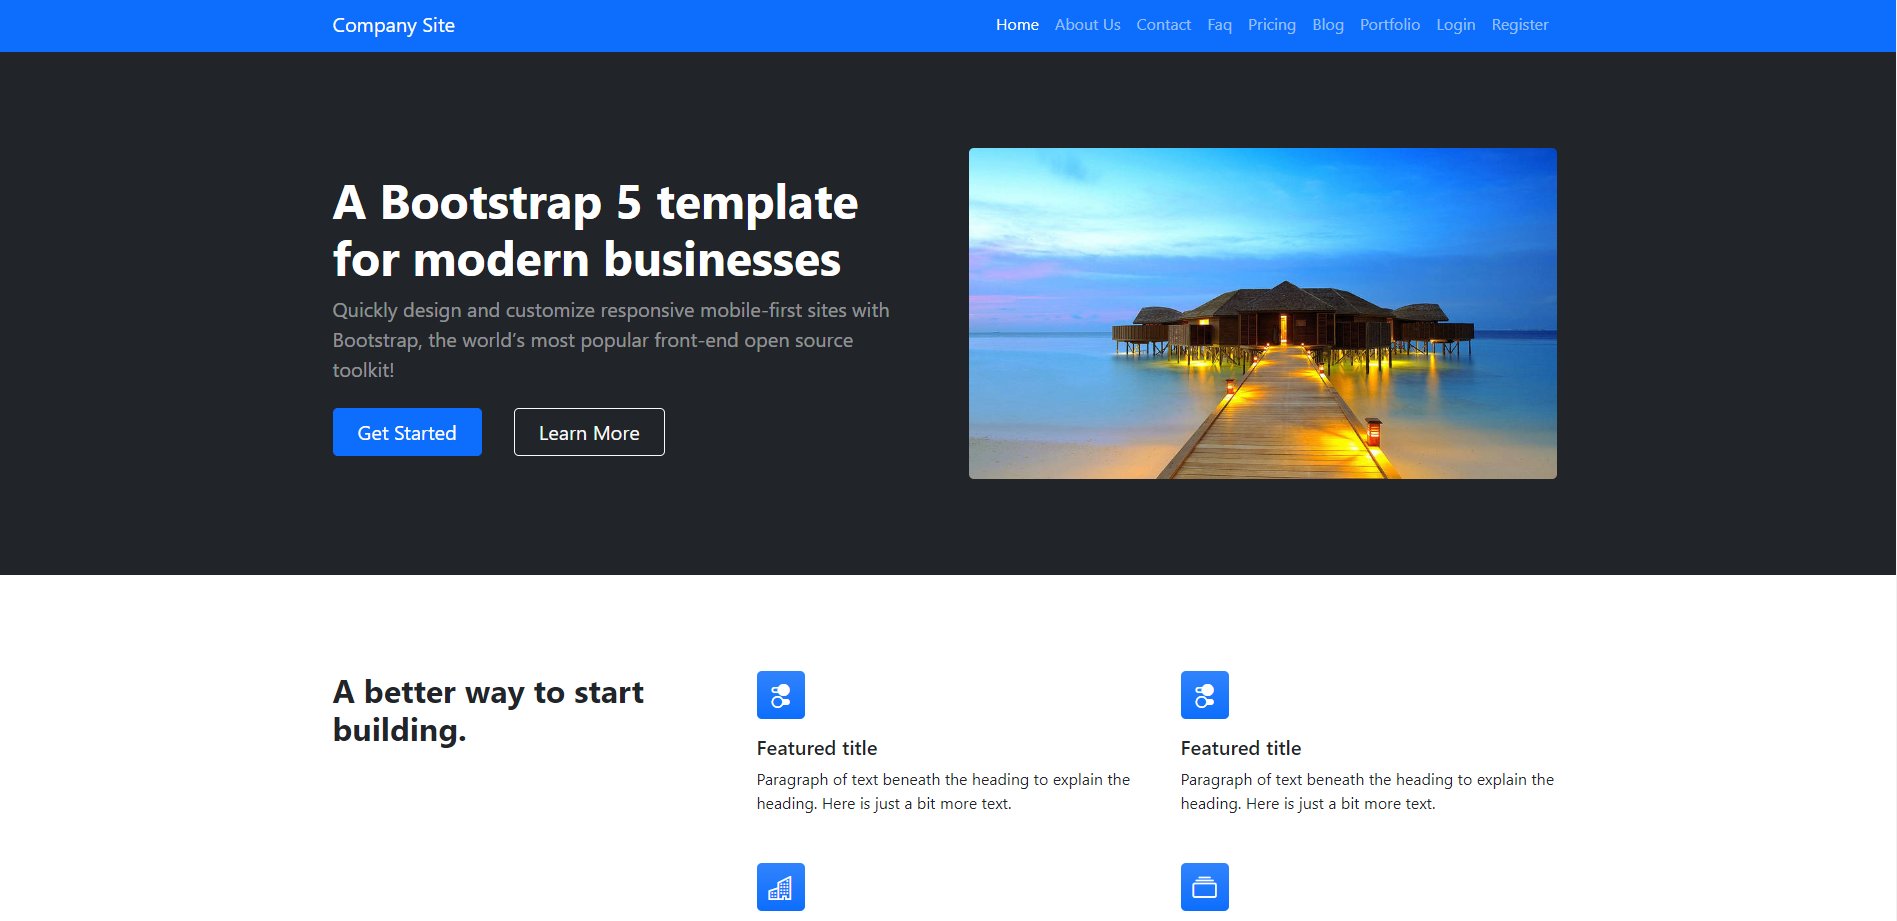 Company Site
Home About Us Contact Faq Pricing Blog Portfolio Login Register
A Bootstrap 5 template
for modern businesses
Quickly design and customize responsive mobile-first sites with
Bootstrap, the world’s most popular front-end open source
toolkit!
Get Started
Learn More
A better way to start
building.
Featured title
Paragraph of text beneath the heading to explain the
heading. Here is just a bit more text.
Featured title
Paragraph of text beneath the heading to explain the
heading. Here is just a bit more text.